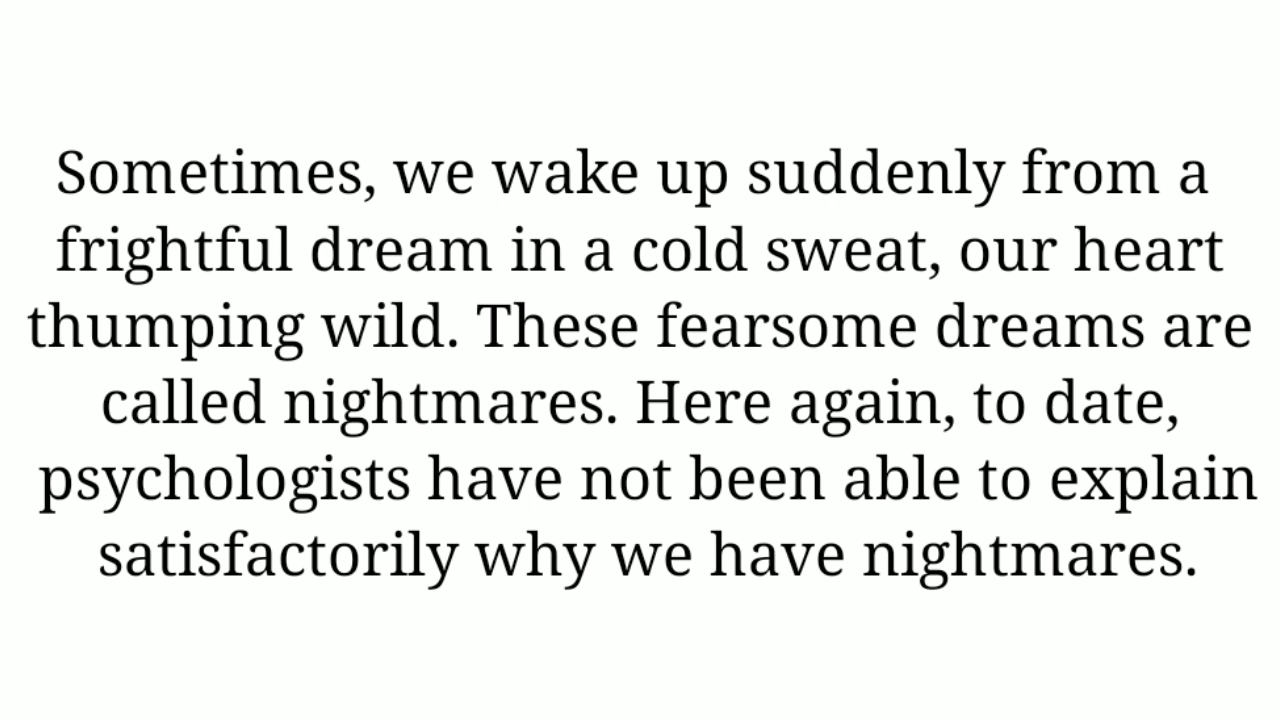 Sometimes, we wake up suddenly from a
frightful dream in a cold sweat, our heart
thumping wild. These fearsome dreams are
called nightmares. Here again, to date,
psychologists have not been able to explain
satisfactorily why we have nightmares.